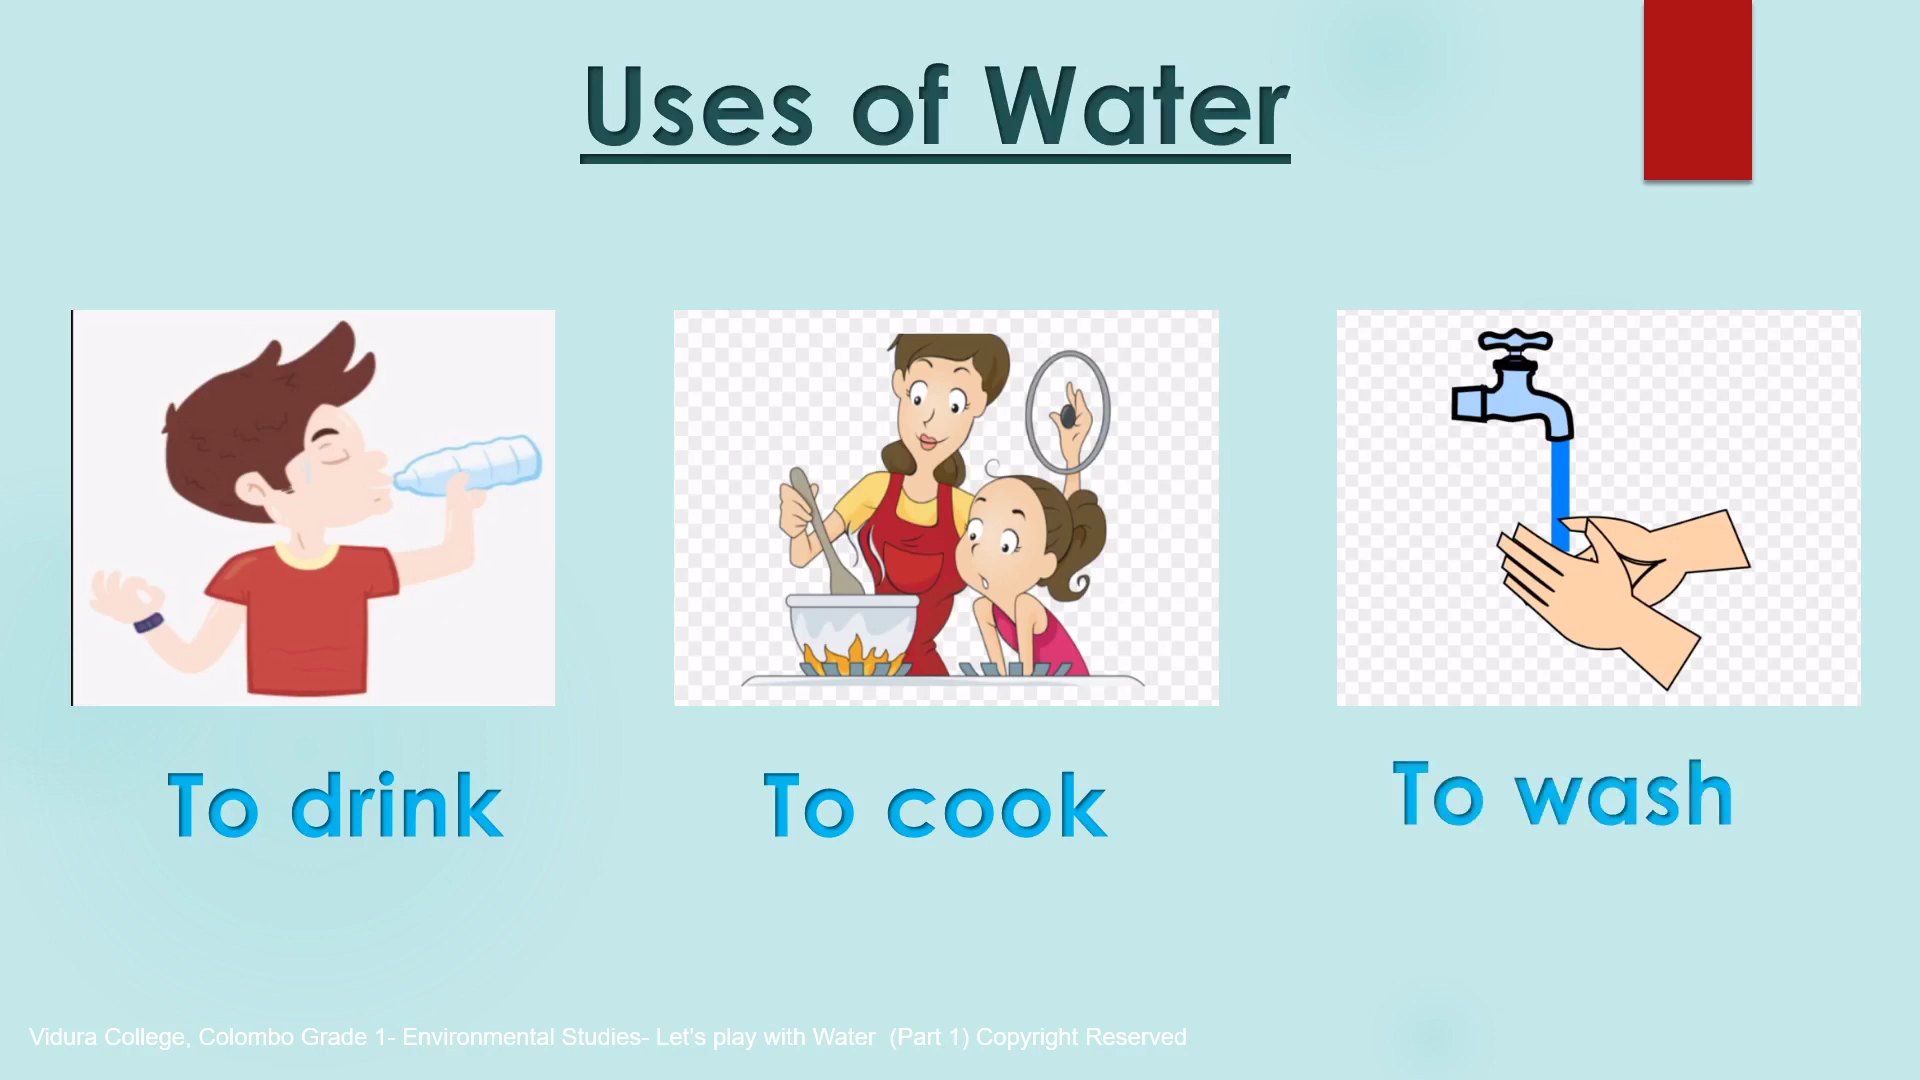 Uses of Water
To drink
To cook
To wash
Vidura College, Colombo Grade 1- Environmental Studies- Let's play with Water  (Part 1) Copyright Reserved